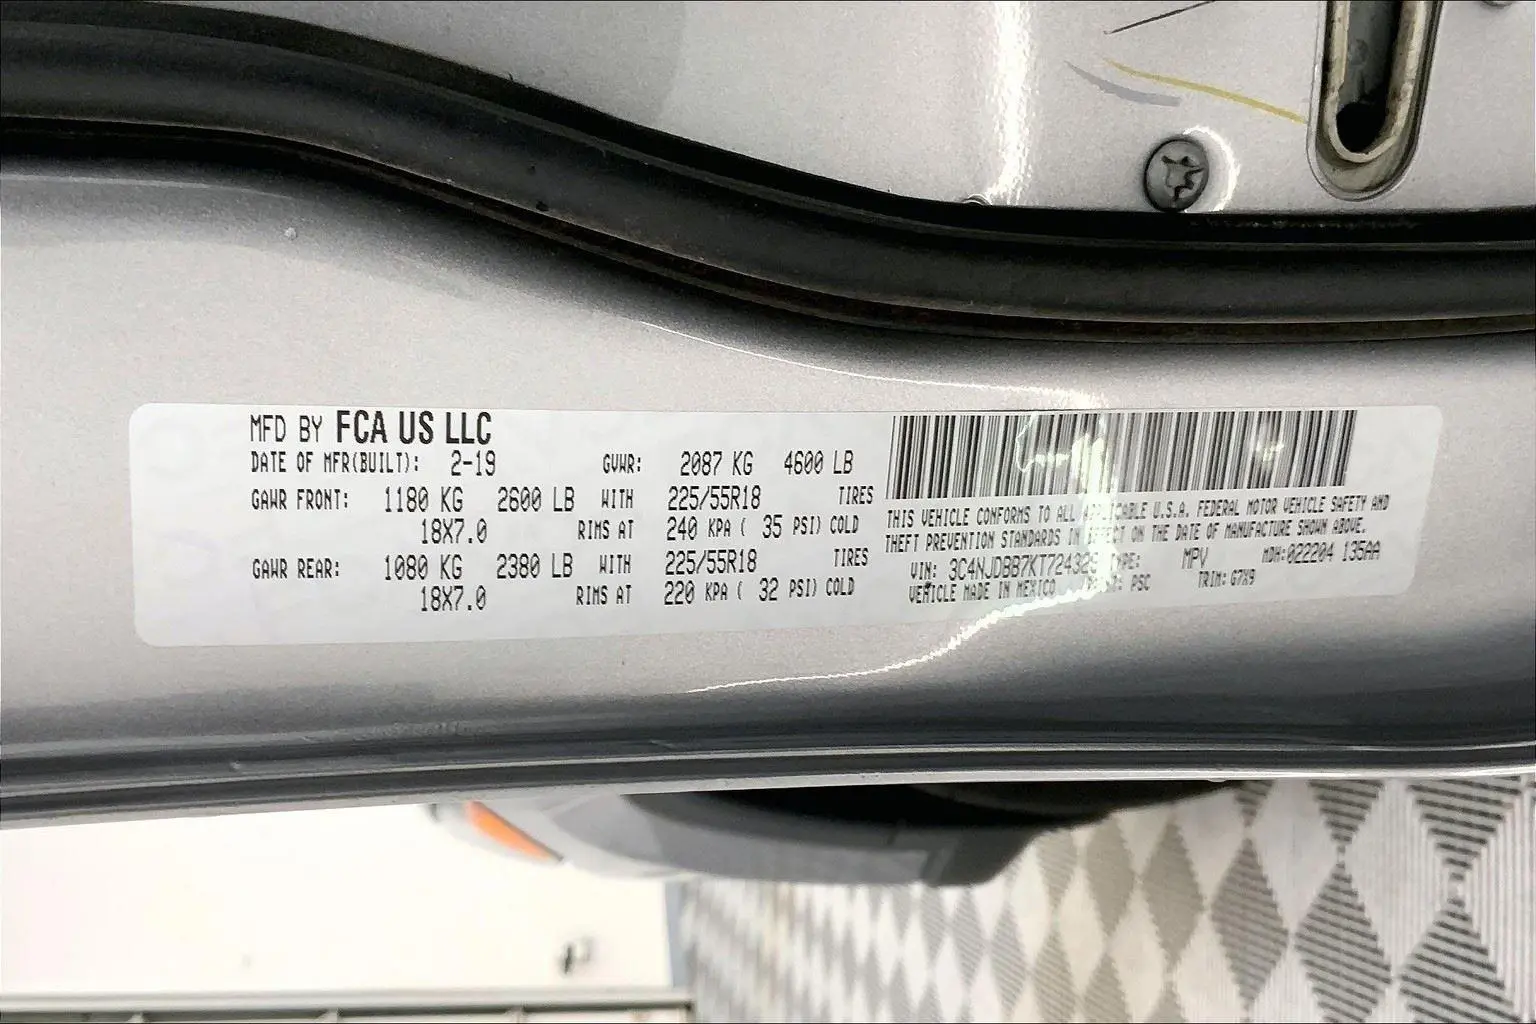 MFD BY FCA US LLC
DATE OF MFR(BUILT): 2-19 GVWR: 2087 KG 4600 LB
GAWR FRONT: 1180 KG 2600 LB WITH 225/55R18 TIRES
18X7.0 RIMS AT 240 KPA ( 35 PSI) COLD
GAWR REAR: 1080 KG 2380 LB WITH 225/55R18 TIRES
18X7.0 RIMS AT 220 KPA ( 32 PSI) COLD
THIS VEHICLE CONFORMS TO ALL APPLICABLE U.S.A. FEDERAL MOTOR VEHICLE SAFETY AND
THEFT PREVENTION STANDARDS IN EFFECT ON THE DATE OF MANUFACTURE SHOWN ABOVE.
VIN: TYPE: MPV MDH:022204 135AA
VEHICLE MADE IN MEXICO PSC TRIM: G7X9